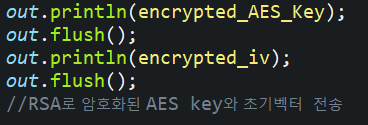 out.println(encrypted_AES_Key);
out.flush();
out.println(encrypted_iv);
out.flush();
//RSA로 암호화된 AES key와 초기벡터 전송